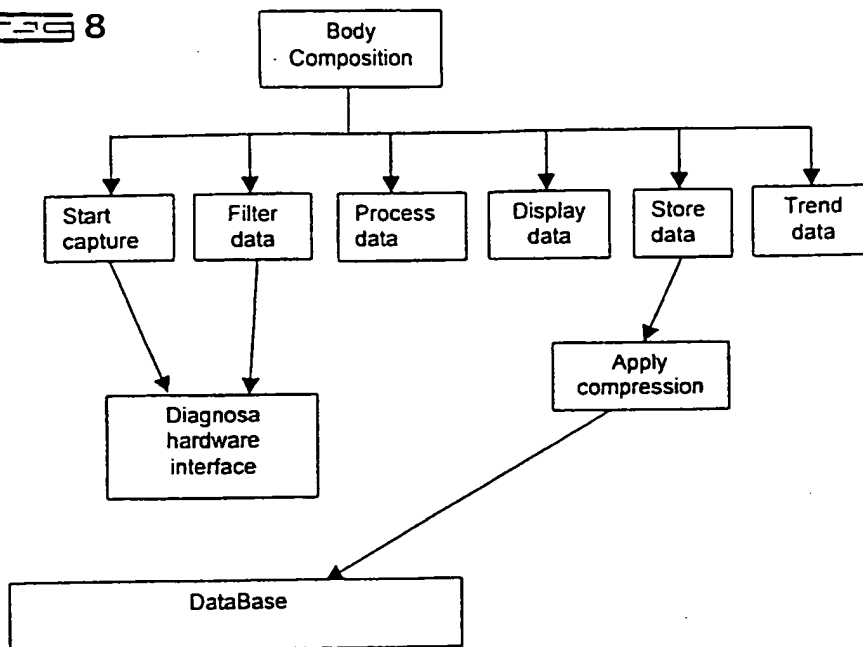 8
Body
Composition
Start
capture
Filter
data
Process
data
Display
data
Store
data
Trend
data
Apply
compression
Diagnosa
hardware
interface
DataBase